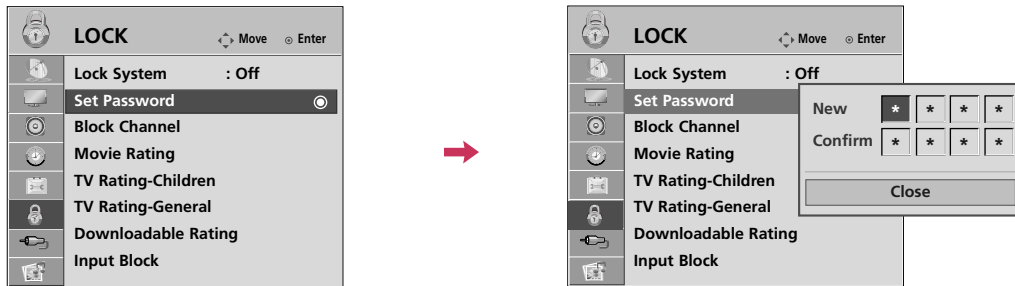 LOCK Move Enter
Lock System : Off
Set Password
Block Channel
Movie Rating
TV Rating-Children
TV Rating-General
Downloadable Rating
Input Block
LOCK Move Enter
Lock System : Off
Set Password
Block Channel
Movie Rating
TV Rating-Children
TV Rating-General
Downloadable Rating
Input Block
New * * * *
Confirm * * * *
Close